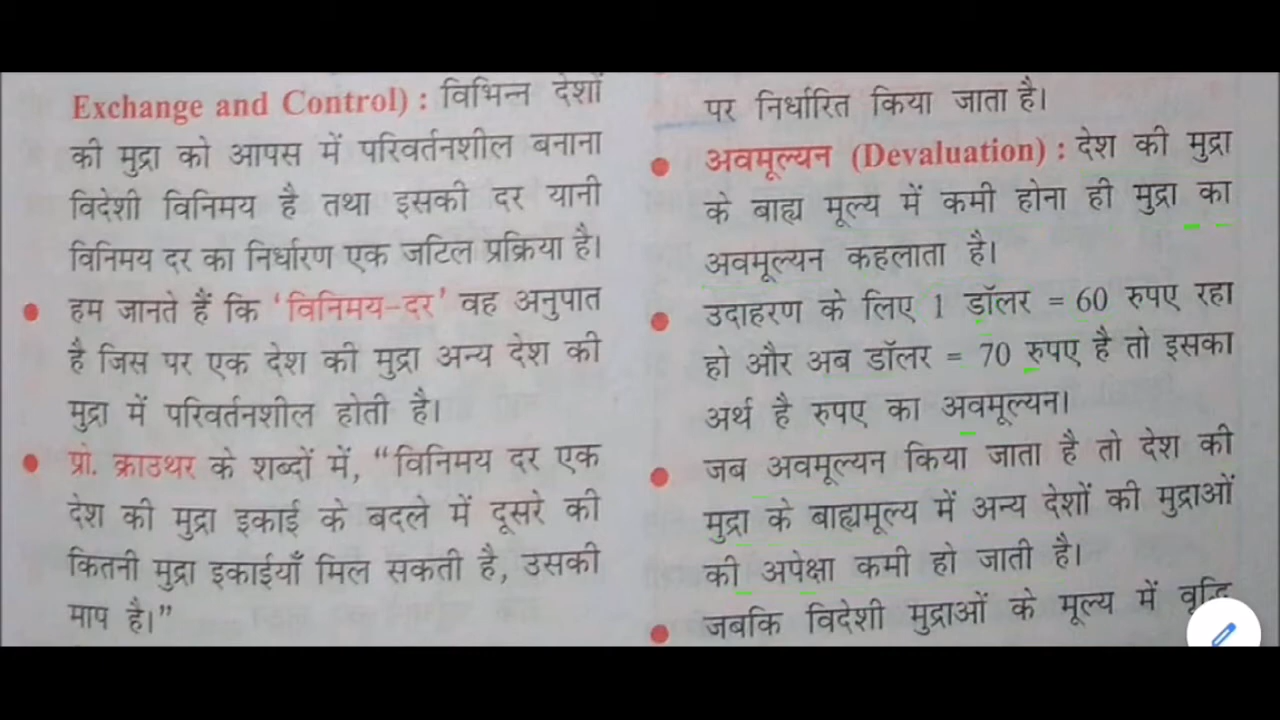 Exchange and Control) : विभिन्न देशों
की मुद्रा को आपस में परिवर्तनशील बनाना
विदेशी विनिमय है तथा इसकी दर यानी
विनिमय दर का निर्धारण एक जटिल प्रक्रिया है।
हम जानते हैं कि 'विनिमय-दर' वह अनुपात
है जिस पर एक देश की मुद्रा अन्य देश की
मुद्रा में परिवर्तनशील होती है।
प्रो. क्राउथर के शब्दों में, “विनिमय दर एक
देश की मुद्रा इकाई के बदले में दूसरे की
कितनी मुद्रा इकाईयाँ मिल सकती है, उसकी
माप है।”
पर निर्धारित किया जाता है।
अवमूल्यन (Devaluation) : देश की मुद्रा
के बाह्य मूल्य में कमी होना ही मुद्रा का
अवमूल्यन कहलाता है।
उदाहरण के लिए 1 डॉलर = 60 रुपए रहा
हो और अब डॉलर = 70 रुपए है तो इसका
अर्थ है रुपए का अवमूल्यन।
जब अवमूल्यन किया जाता है तो देश की
मुद्रा के बाह्यमूल्य में अन्य देशों की मुद्राओं
की अपेक्षा कमी हो जाती है।
जबकि विदेशी मुद्राओं के मूल्य में वृद्धि